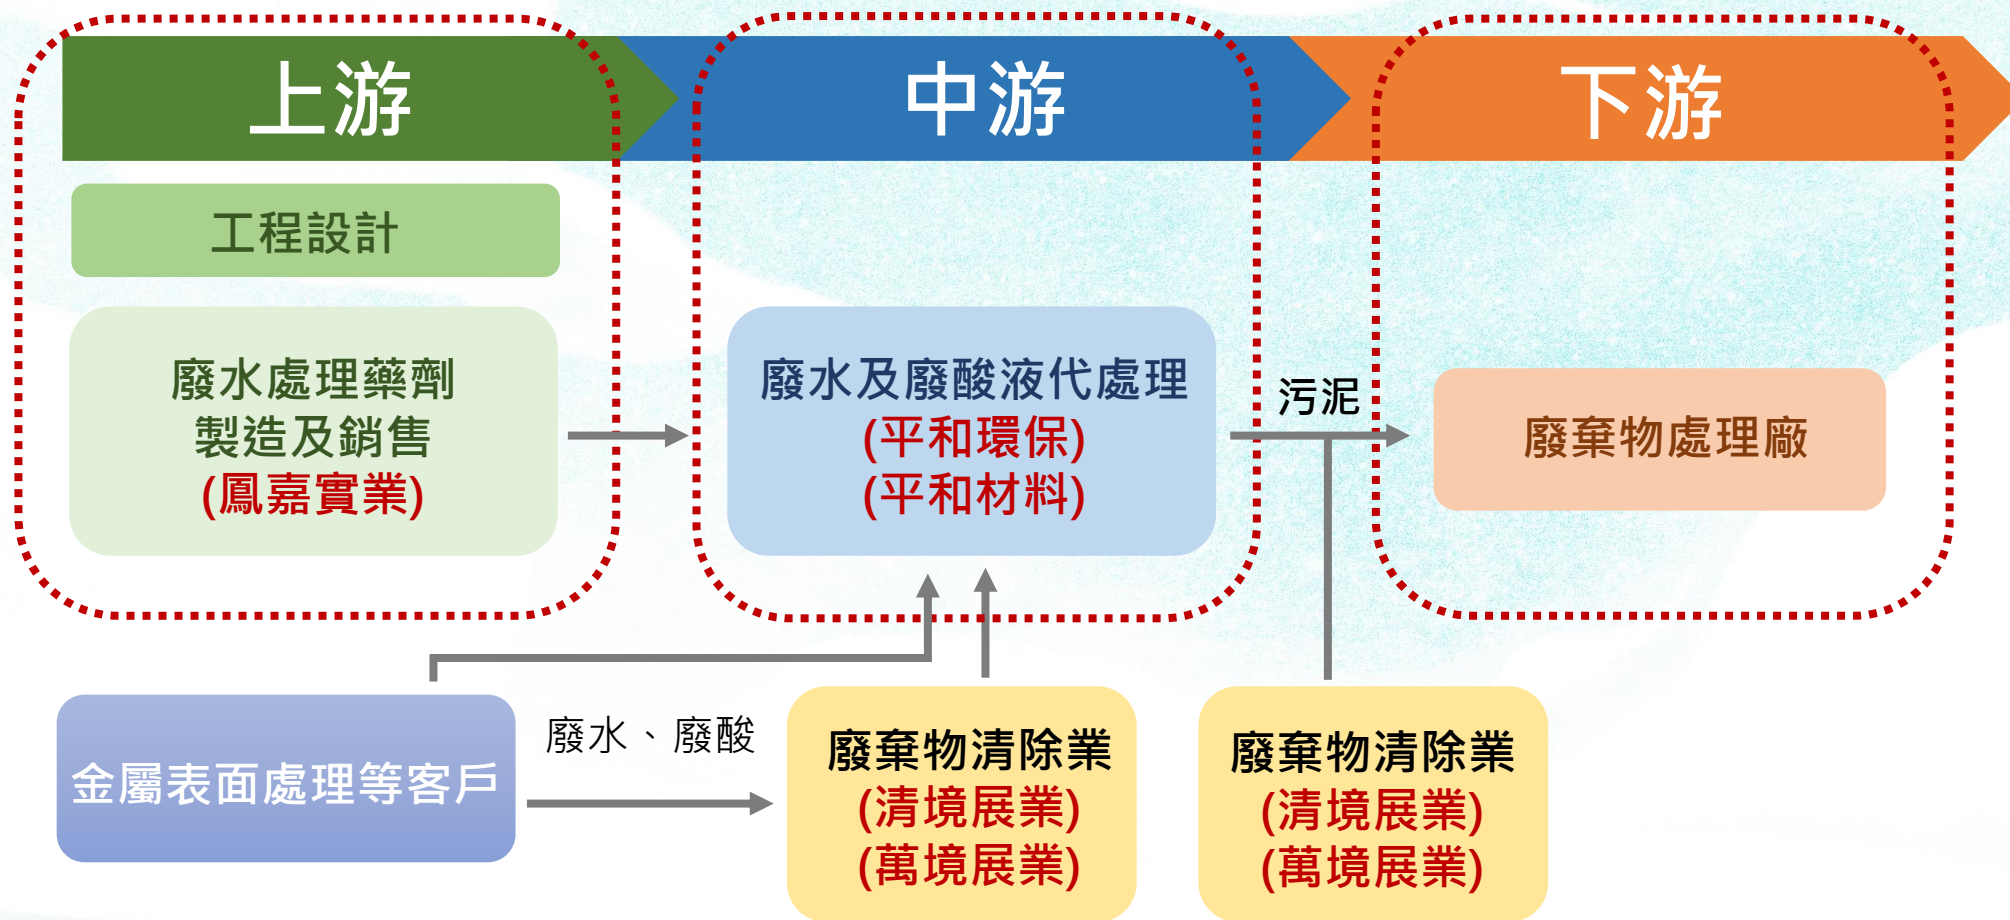 上游
中游
下游
工程設計
廢水處理藥劑
製造及銷售
(鳳嘉實業)
廢水及廢酸液代處理
(平和環保)
(平和材料)
污泥
廢棄物處理廠
金屬表面處理等客戶
廢水、廢酸
廢棄物清除業
(清境展業)
(萬境展業)
廢棄物清除業
(清境展業)
(萬境展業)